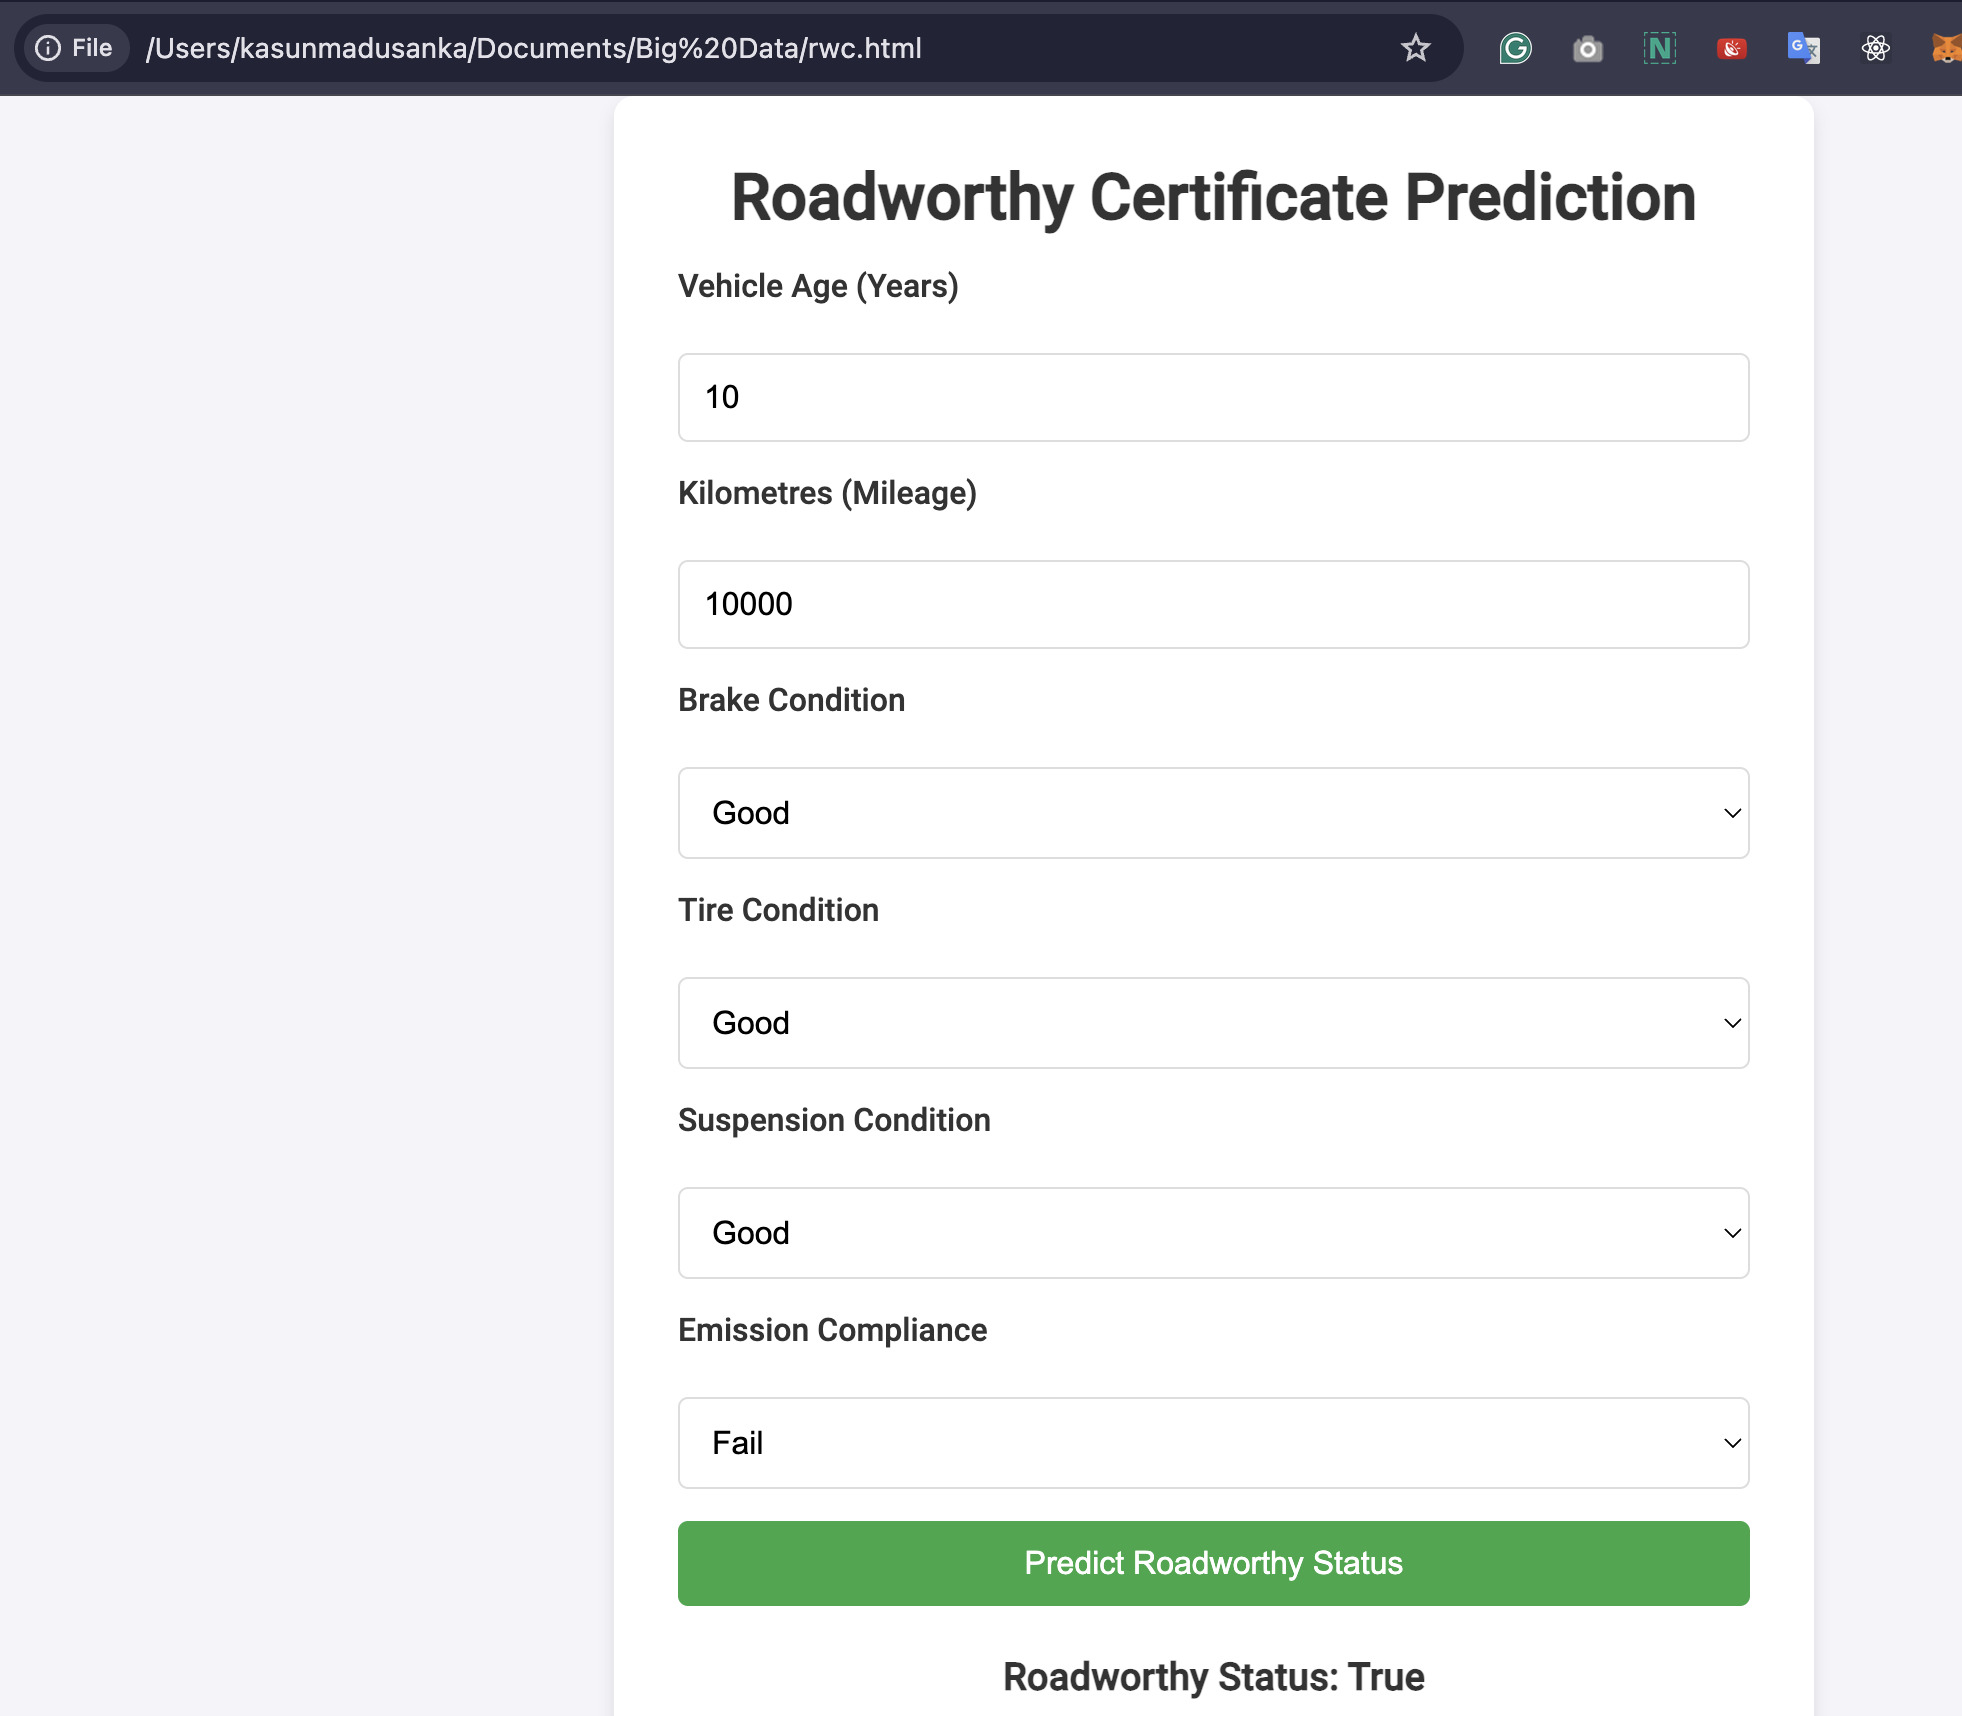 File /Users/kasunmadusanka/Documents/Big%20Data/rwc.html
Roadworthy Certificate Prediction
Vehicle Age (Years)
10
Kilometres (Mileage)
10000
Brake Condition
Good
Tire Condition
Good
Suspension Condition
Good
Emission Compliance
Fail
Predict Roadworthy Status
Roadworthy Status: True